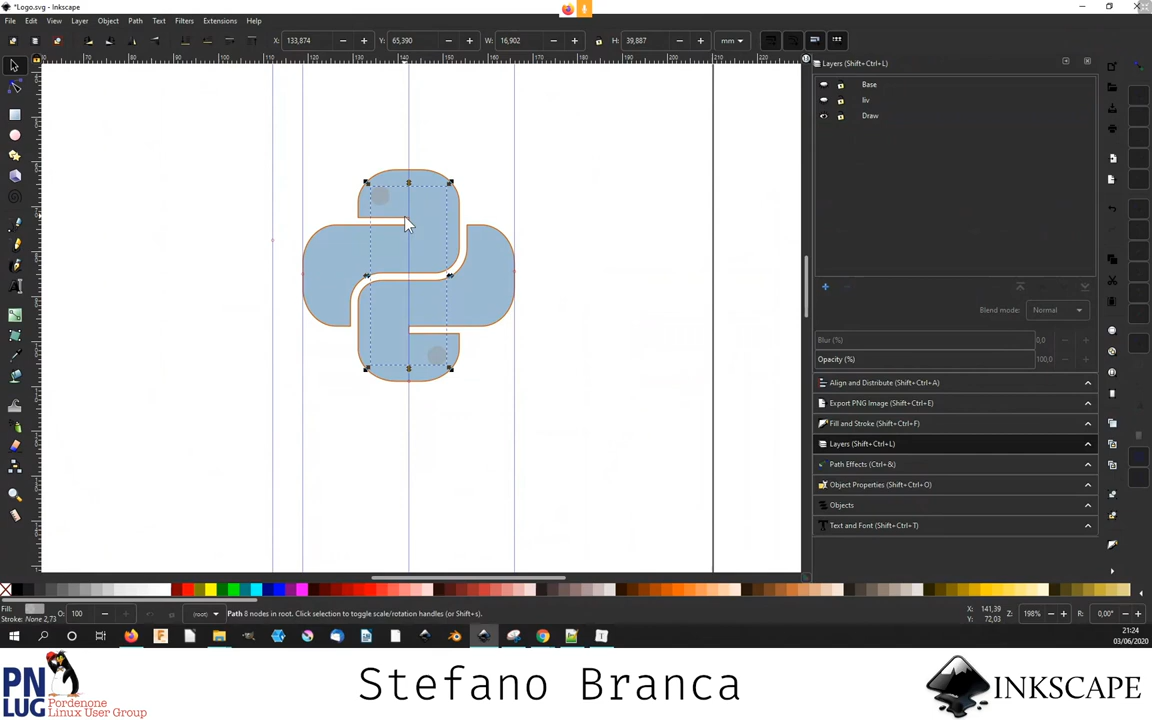 *Logo.svg - Inkscape
File Edit View Layer Object Path Text Filters Extensions Help
X: 133,874 Y: 65,390 W: 16,902 H: 39,887 mm
Layers (Shift+Ctrl+L)
Base
liv
Draw
Blend mode: Normal
Blur (%) 0,0
Opacity (%) 100,0
Align and Distribute (Shift+Ctrl+A)
Export PNG Image (Shift+Ctrl+E)
Fill and Stroke (Shift+Ctrl+F)
Layers (Shift+Ctrl+L)
Path Effects (Ctrl+&)
Object Properties (Shift+Ctrl+O)
Objects
Text and Font (Shift+Ctrl+T)
Fill: O: 100 (root) Path 8 nodes in root. Click selection to toggle scale/rotation handles (or Shift+s). X: 141,39 Z: 198% R: 0,00°
Stroke: None 2,73 Y: 72,03
21:24
03/06/2020
PN
LUG Pordenone
Linux User Group
Stefano Branca
INKSCAPE